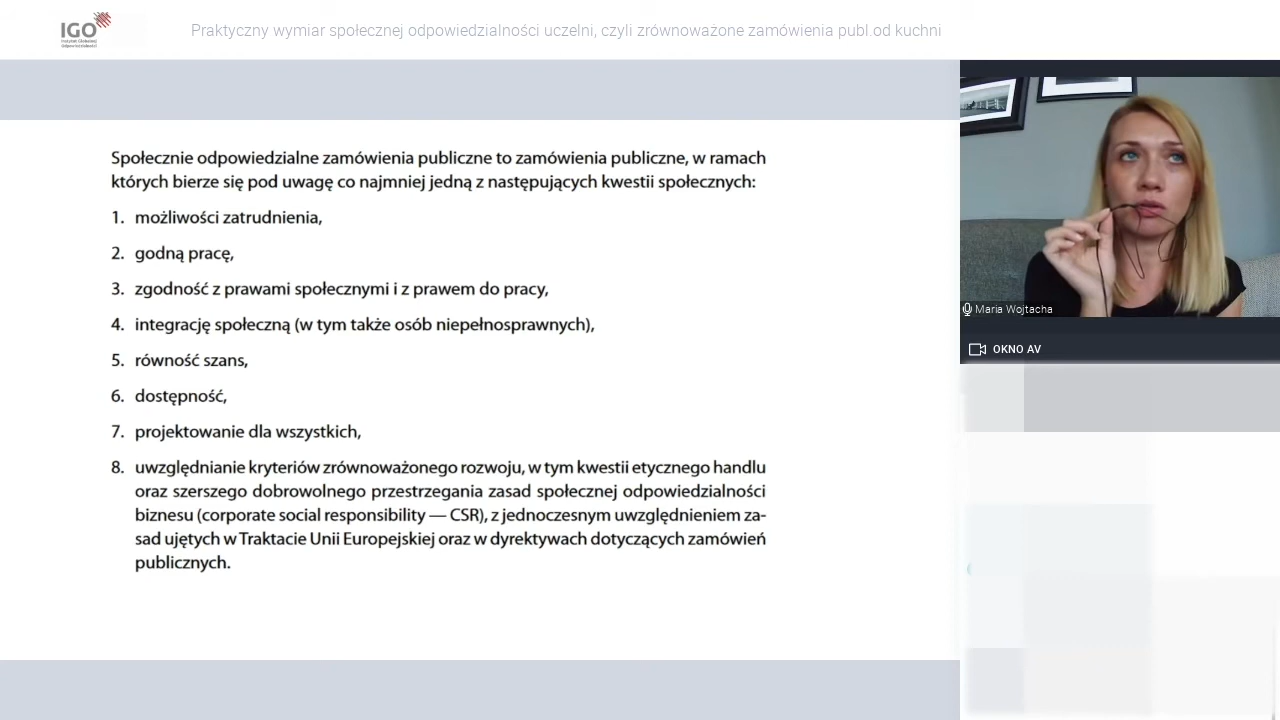 IGO
Instytut Globalnej
Odpowiedzialności
Praktyczny wymiar społecznej odpowiedzialności uczelni, czyli zrównoważone zamówienia publ.od kuchni
Społecznie odpowiedzialne zamówienia publiczne to zamówienia publiczne, w ramach
których bierze się pod uwagę co najmniej jedną z następujących kwestii społecznych:
1. możliwości zatrudnienia,
2. godną pracę,
3. zgodność z prawami społecznymi i z prawem do pracy,
4. integrację społeczną (w tym także osób niepełnosprawnych),
5. równość szans,
6. dostępność,
7. projektowanie dla wszystkich,
8. uwzględnianie kryteriów zrównoważonego rozwoju, w tym kwestii etycznego handlu
oraz szerszego dobrowolnego przestrzegania zasad społecznej odpowiedzialności
biznesu (corporate social responsibility — CSR), z jednoczesnym uwzględnieniem za-
sad ujętych w Traktacie Unii Europejskiej oraz w dyrektywach dotyczących zamówień
publicznych.
Maria Wojtacha
OKNO AV